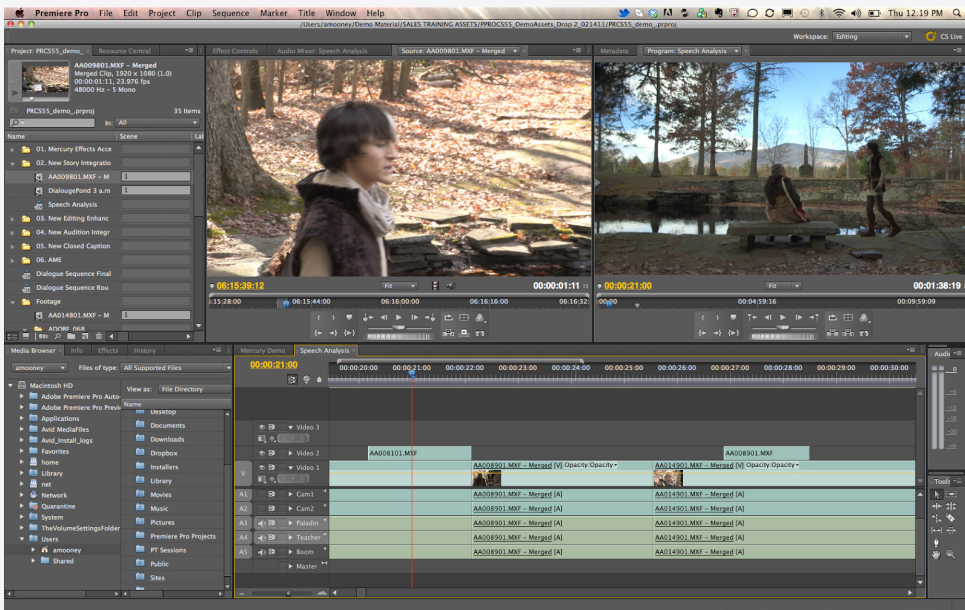 Premiere Pro File Edit Project Clip Sequence Marker Title Window Help Thu 12:19 PM
/Users/amooney/Demo Material/SALES TRAINING ASSETS/PPROC55_DemoAssets_Drop 2_021411/PRC555_demo_.prproj
Workspace: Editing CS Live
Project: PRC555_demo_ Resource Central
Effect Controls Audio Mixer: Speech Analysis Source: AA009801.MXF - Merged
Metadata Program: Speech Analysis
AA009801.MXF - Merged
Merged Clip, 1920 x 1080 (1.0)
00:00:01:11, 23.976 fps
48000 Hz - 5 Mono
PRC555_demo_.prproj 35 Items
In: All
Name Scene Lal
01. Mercury Effects Acce
02. New Story Integratio
AA009801.MXF - M 1
DialougePond 3 a.m 1
Speech Analysis
03. New Editing Enhanc
04. New Audition Integr
05. New Closed Caption
06. AME
Dialogue Sequence Final
Dialogue Sequence Rou
Footage
AA014801.MXF - M 1
ADOBE_068
06:15:39:12 Fit 00:00:01:11
:15:28:00 06:15:44:00 06:16:00:00 06:16:16:00 06:16:32:
00:00:21:00 Fit 00:01:38:19
00:00 00:04:59:16 00:09:59:09
Media Browser Info Effects History
amooney Files of type: All Supported Files
View as: File Directory
Macintosh HD
Adobe Premiere Pro Auto-
Adobe Premiere Pro Previe
Applications
Avid MediaFiles
Avid_Install_logs
Favorites
home
Library
net
Network
Quarantine
System
TheVolumeSettingsFolder
Users
amooney
Shared
Name
Desktop
Documents
Downloads
Dropbox
Installers
Library
Movies
Music
Pictures
Premiere Pro Projects
PT Sessions
Public
Sites
Mercury Demo Speech Analysis
00:00:21:00
00:00:20:00 00:00:21:00 00:00:22:00 00:00:23:00 00:00:24:00 00:00:25:00 00:00:26:00 00:00:27:00 00:00:28:00 00:00:29:00 00:00:30:00
Video 3
Video 2 AA008101.MXF AA008901.MXF
V Video 1 AA008901.MXF - Merged [V] Opacity:Opacity AA014901.MXF - Merged [V] Opacity:Opacity
A1 Cam1 AA008901.MXF - Merged [A] AA014901.MXF - Merged [A]
A2 Cam2 AA008901.MXF - Merged [A] AA014901.MXF - Merged [A]
A3 Paladin AA008901.MXF - Merged [A] AA014901.MXF - Merged [A]
A4 Teacher AA008901.MXF - Merged [A] AA014901.MXF - Merged [A]
A5 Boom AA008901.MXF - Merged [A] AA014901.MXF - Merged [A]
Master
Audi
0
Tools